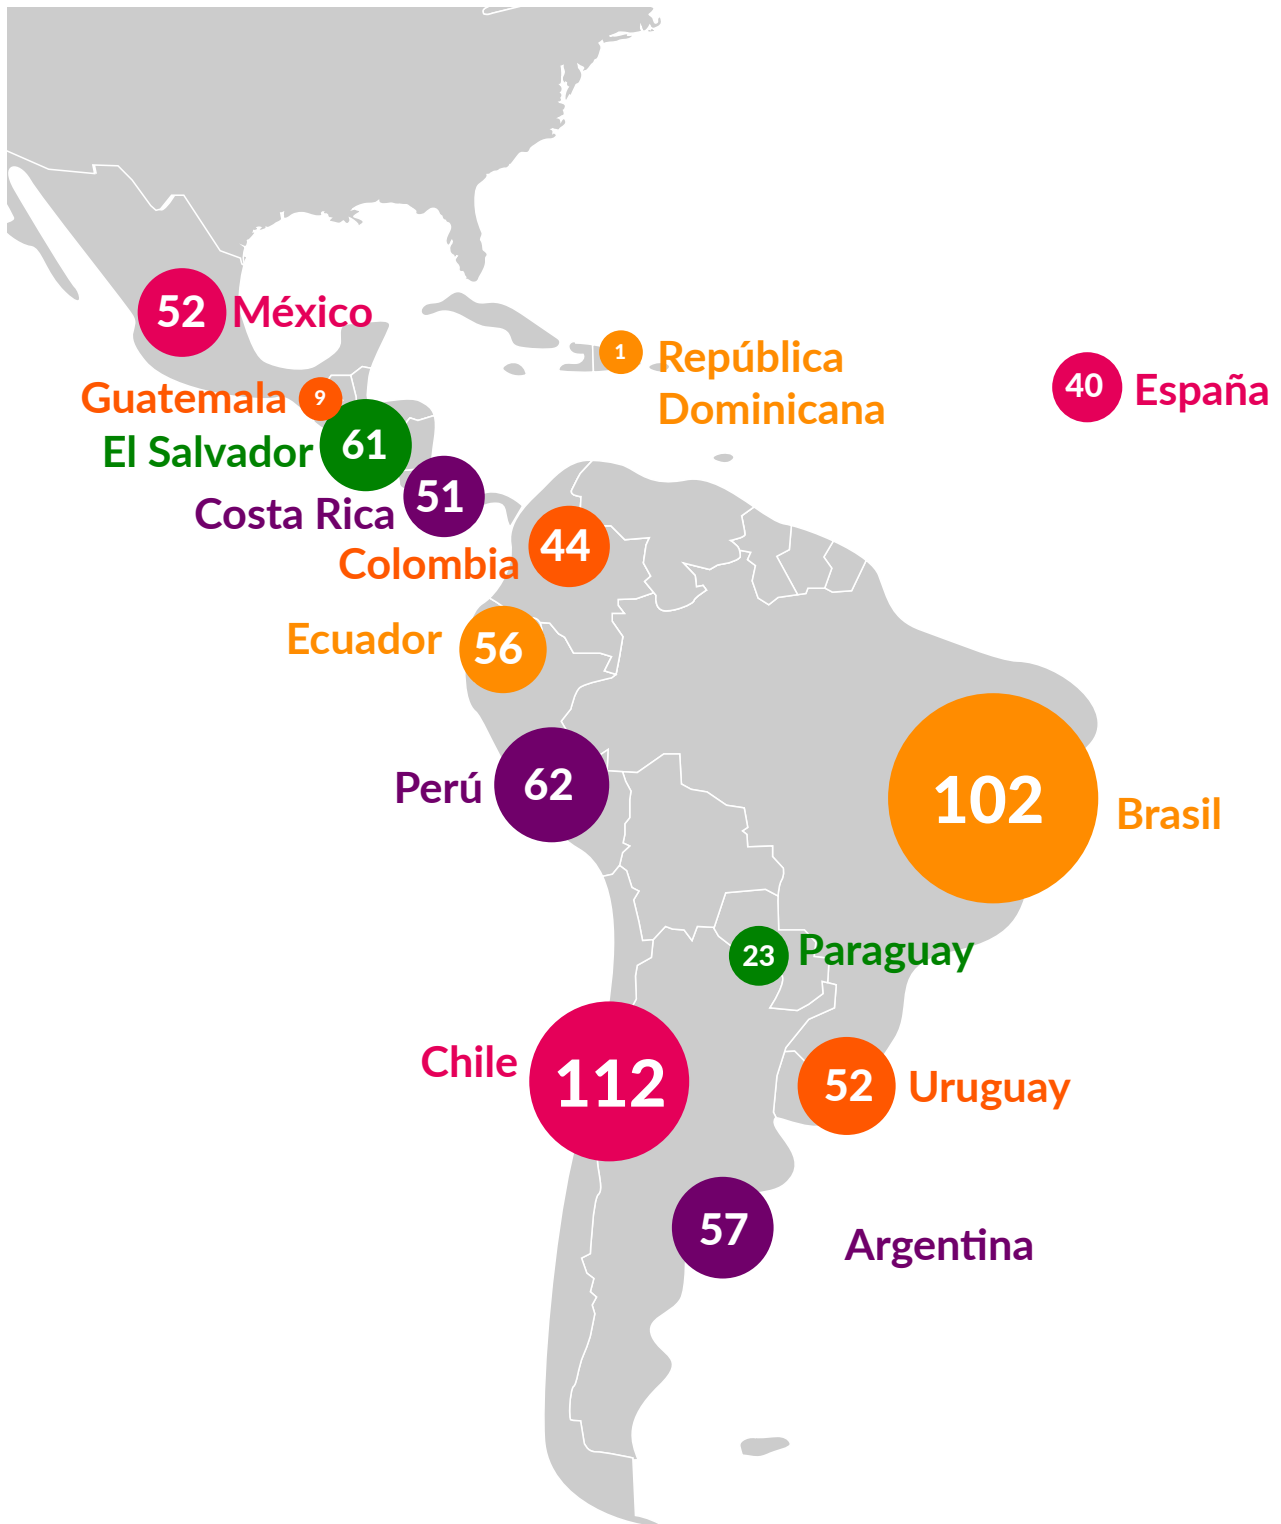 52 México
1 República
Dominicana
40 España
Guatemala 9
El Salvador 61
Costa Rica 51
Colombia 44
Ecuador 56
Perú 62
102 Brasil
23 Paraguay
Chile 112
52 Uruguay
57 Argentina